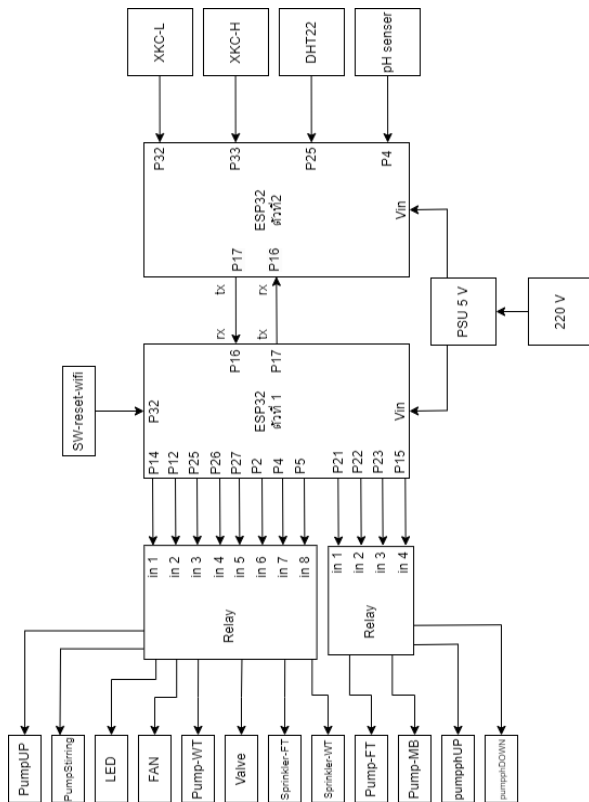 XKC-L
XKC-H
DHT22
pH senser
P32
P33
P25
P4
ESP32
ตัวที่2
Vin
P17
P16
tx
rx
rx
tx
PSU 5 V
220 V
SW-reset-wifi
P32
P16
P17
ESP32
ตัวที่ 1
Vin
P14
P12
P25
P26
P27
P2
P4
P5
P21
P22
P23
P15
in 1
in 2
in 3
in 4
in 5
in 6
in 7
in 8
Relay
in 1
in 2
in 3
in 4
Relay
PumpUP
PumpStirring
LED
FAN
Pump-WT
Valve
Sprinkler-FT
Sprinkler-WT
Pump-FT
Pump-MB
pumpphUP
pumpphDOWN